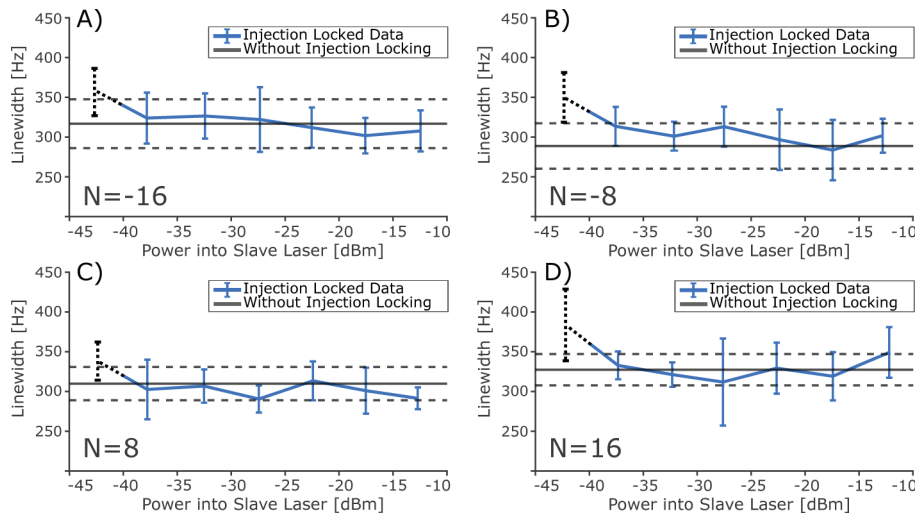 A)
450
400
350
300
250
Linewidth [Hz]
Injection Locked Data
Without Injection Locking
N=-16
-45 -40 -35 -30 -25 -20 -15 -10
Power into Slave Laser [dBm]
B)
450
400
350
300
250
Linewidth [Hz]
Injection Locked Data
Without Injection Locking
N=-8
-45 -40 -35 -30 -25 -20 -15 -10
Power into Slave Laser [dBm]
C)
450
400
350
300
250
Linewidth [Hz]
Injection Locked Data
Without Injection Locking
N=8
-45 -40 -35 -30 -25 -20 -15 -10
Power into Slave Laser [dBm]
D)
450
400
350
300
250
Linewidth [Hz]
Injection Locked Data
Without Injection Locking
N=16
-45 -40 -35 -30 -25 -20 -15 -10
Power into Slave Laser [dBm]